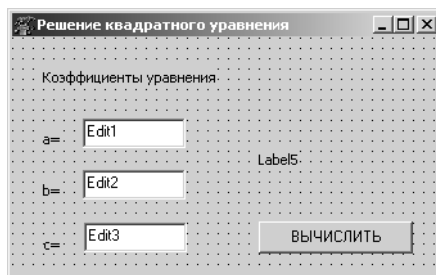 Решение квадратного уравнения
Коэффициенты уравнения
a= Edit1
Label5
b= Edit2
c= Edit3
ВЫЧИСЛИТЬ